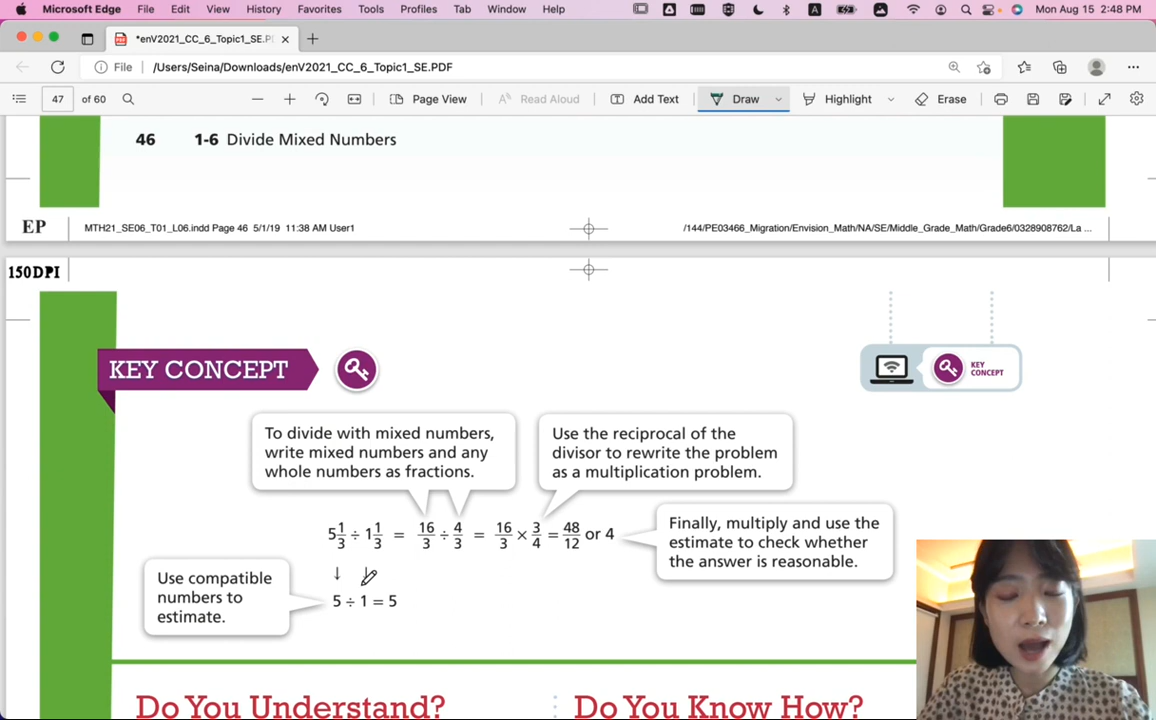 Microsoft Edge File Edit View History Favorites Tools Profiles Tab Window Help A Mon Aug 15 2:48 PM
*enV2021_CC_6_Topic1_SE.P
File /Users/Seina/Downloads/enV2021_CC_6_Topic1_SE.PDF
47 of 60 Page View Read Aloud Add Text Draw Highlight Erase
46 1-6 Divide Mixed Numbers
EP MTH21_SE06_T01_L06.indd Page 46 5/1/19 11:38 AM User1 /144/PE03466_Migration/Envision_Math/NA/SE/Middle_Grade_Math/Grade6/0328908762/La ...
150DPI
KEY CONCEPT
KEY
CONCEPT
To divide with mixed numbers,
write mixed numbers and any
whole numbers as fractions.
Use the reciprocal of the
divisor to rewrite the problem
as a multiplication problem.
5 1/3 ÷ 1 1/3 = 16/3 ÷ 4/3 = 16/3 × 3/4 = 48/12 or 4
Finally, multiply and use the
estimate to check whether
the answer is reasonable.
Use compatible
numbers to
estimate.
5 ÷ 1 = 5
Do You Understand?
Do You Know How?